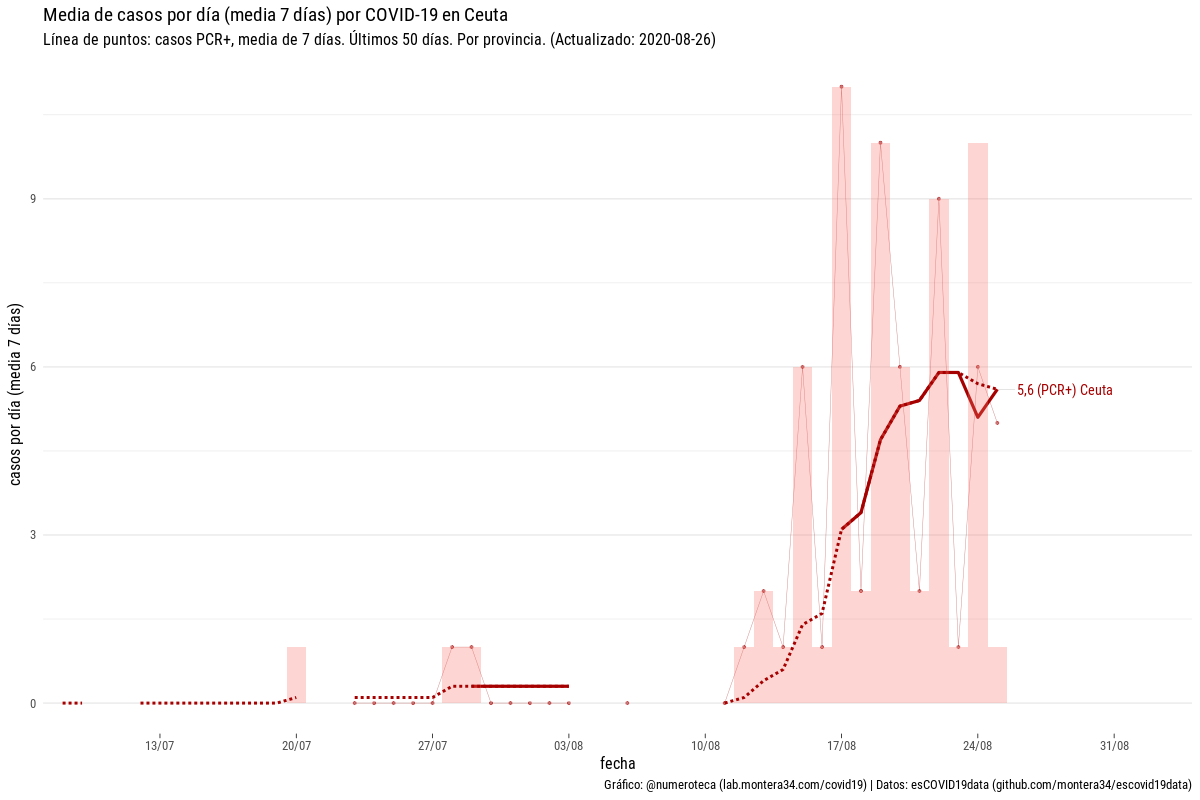 Media de casos por día (media 7 días) por COVID-19 en Ceuta
Línea de puntos: casos PCR+, media de 7 días. Últimos 50 días. Por provincia. (Actualizado: 2020-08-26)
casos por día (media 7 días)
9
6
3
0
5,6 (PCR+) Ceuta
13/07
20/07
27/07
03/08
10/08
17/08
24/08
31/08
fecha
Gráfico: @numeroteca (lab.montera34.com/covid19) | Datos: esCOVID19data (github.com/montera34/escovid19data)